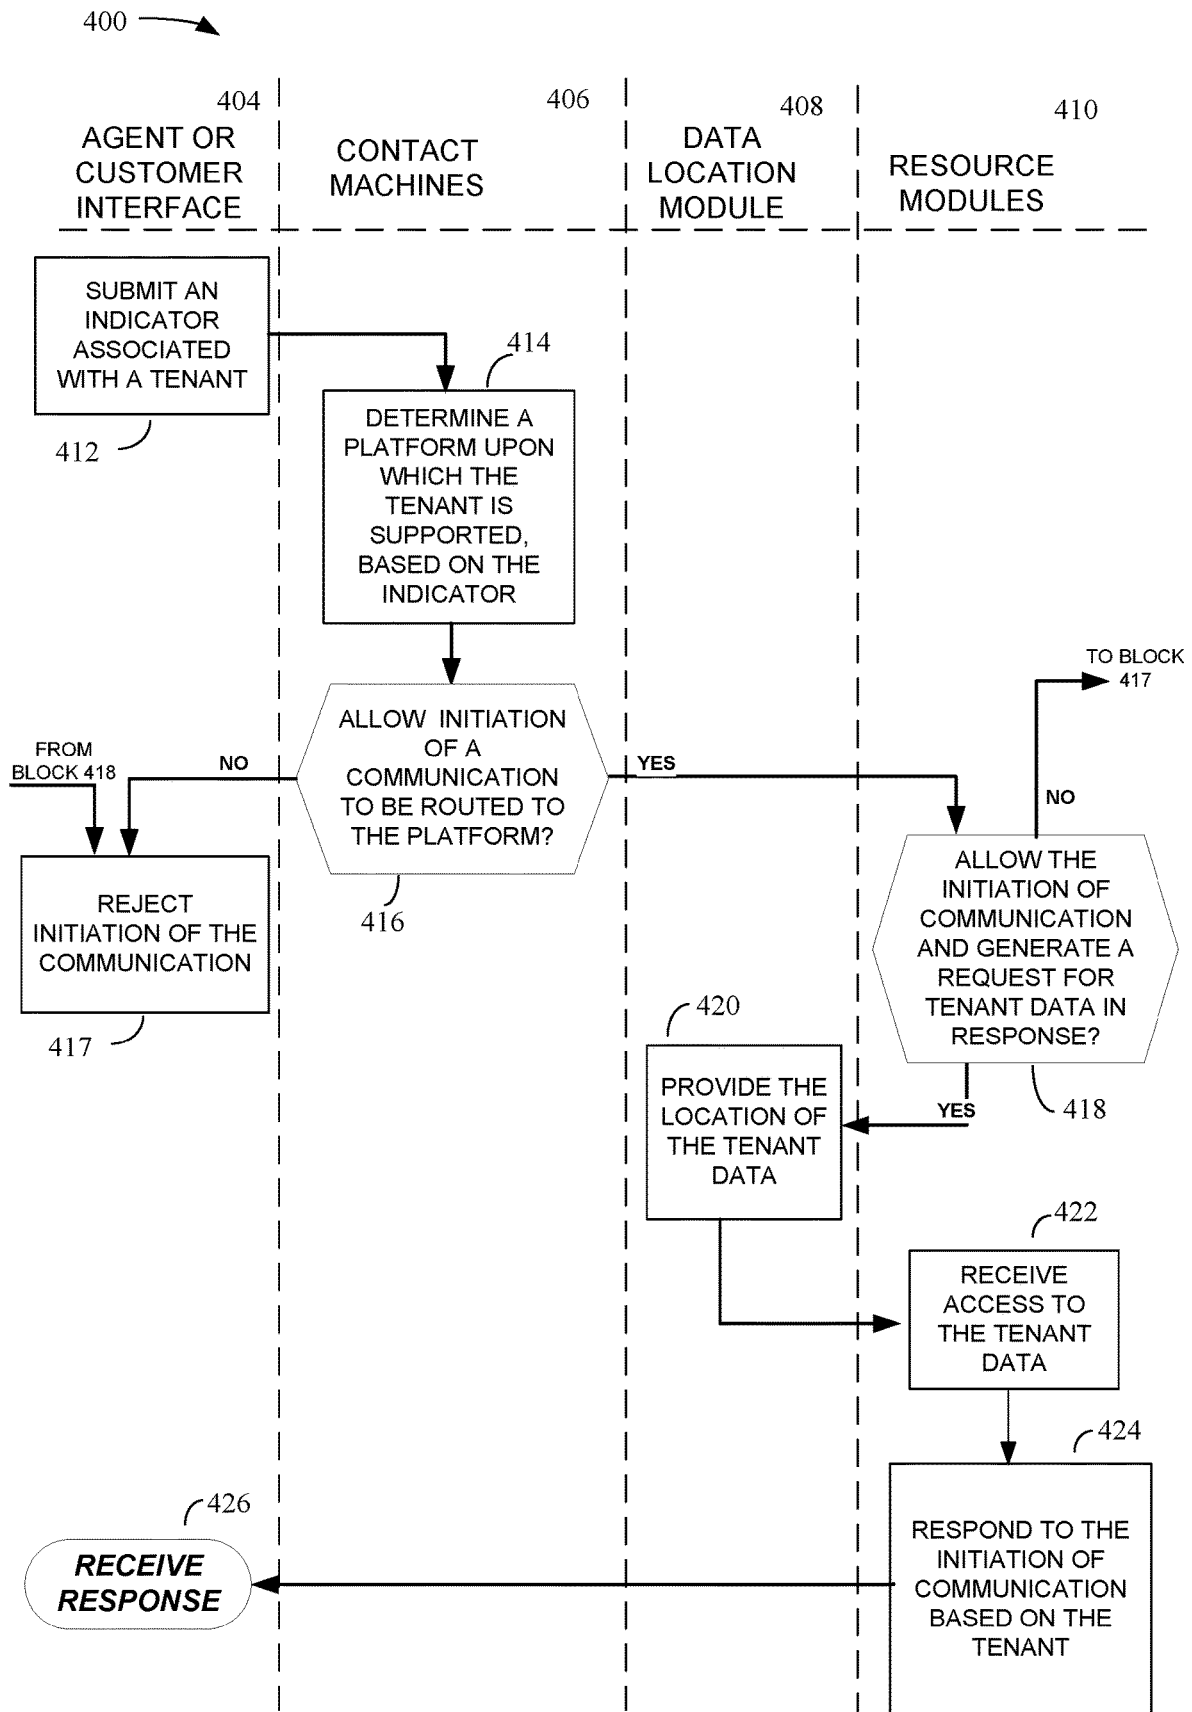 400
404
AGENT OR
CUSTOMER
INTERFACE
406
CONTACT
MACHINES
408
DATA
LOCATION
MODULE
410
RESOURCE
MODULES
SUBMIT AN
INDICATOR
ASSOCIATED
WITH A TENANT
412
414
DETERMINE A
PLATFORM UPON
WHICH THE
TENANT IS
SUPPORTED,
BASED ON THE
INDICATOR
ALLOW INITIATION
OF A
COMMUNICATION
TO BE ROUTED TO
THE PLATFORM?
416
NO
YES
FROM
BLOCK 418
REJECT
INITIATION OF THE
COMMUNICATION
417
TO BLOCK
417
NO
ALLOW THE
INITIATION OF
COMMUNICATION
AND GENERATE A
REQUEST FOR
TENANT DATA IN
RESPONSE?
418
YES
420
PROVIDE THE
LOCATION OF
THE TENANT
DATA
422
RECEIVE
ACCESS TO
THE TENANT
DATA
424
RESPOND TO THE
INITIATION OF
COMMUNICATION
BASED ON THE
TENANT
426
RECEIVE
RESPONSE